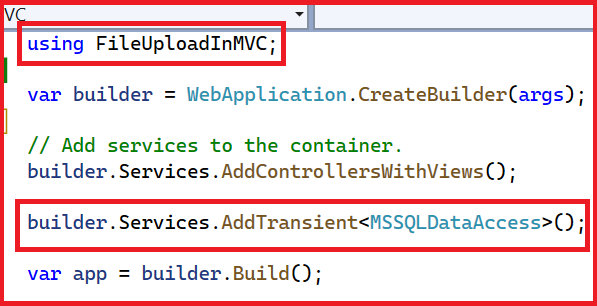 VC
using FileUploadInMVC;
var builder = WebApplication.CreateBuilder(args);
// Add services to the container.
builder.Services.AddControllersWithViews();
builder.Services.AddTransient<MSSQLDataAccess>();
var app = builder.Build();